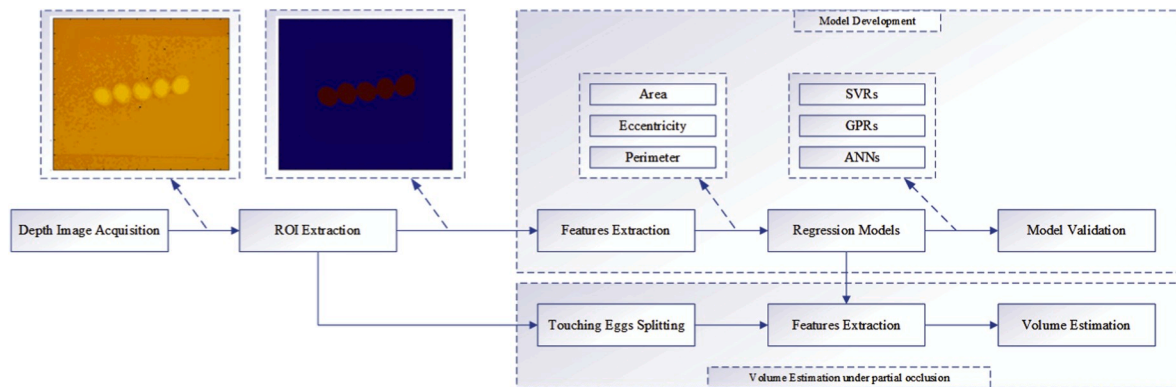 Model Development
Area
Eccentricity
Perimeter
SVRs
GPRs
ANNs
Depth Image Acquisition
ROI Extraction
Features Extraction
Regression Models
Model Validation
Touching Eggs Splitting
Features Extraction
Volume Estimation
Volume Estimation under partial occlusion